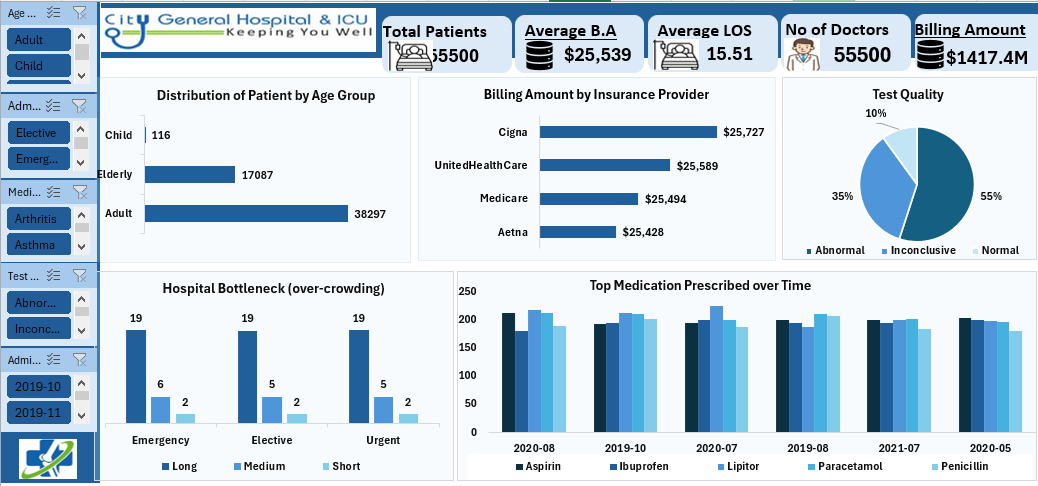 Age ...
Adult
Child
Adm...
Elective
Emerg...
Medi...
Arthritis
Asthma
Test ...
Abnor...
Inconc...
Admi...
2019-10
2019-11
City General Hospital & ICU
Keeping You Well
Total Patients
55500
Average B.A
$25,539
Average LOS
15.51
No of Doctors
55500
Billing Amount
$1417.4M
Distribution of Patient by Age Group
Child 116
Elderly 17087
Adult 38297
Billing Amount by Insurance Provider
Cigna $25,727
UnitedHealthCare $25,589
Medicare $25,494
Aetna $25,428
Test Quality
10%
35% 55%
Abnormal Inconclusive Normal
Hospital Bottleneck (over-crowding)
19 19 19
6 5 5
2 2 2
Emergency Elective Urgent
Long Medium Short
Top Medication Prescribed over Time
250
200
150
100
50
0
2020-08 2019-10 2020-07 2019-08 2021-07 2020-05
Aspirin Ibuprofen Lipitor Paracetamol Penicillin